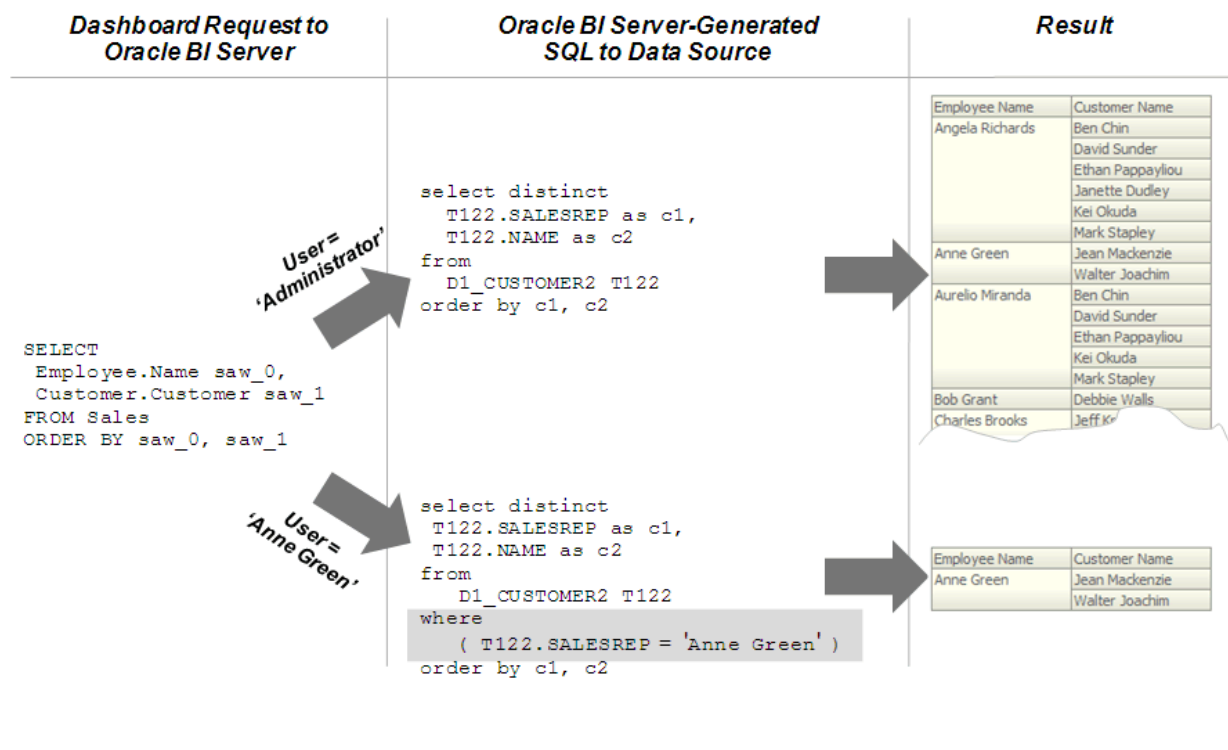 Dashboard Request to
Oracle BI Server
Oracle BI Server-Generated
SQL to Data Source
Result
SELECT
Employee.Name saw_0,
Customer.Customer saw_1
FROM Sales
ORDER BY saw_0, saw_1
User=
‘Administrator’
select distinct
T122.SALESREP as c1,
T122.NAME as c2
from
D1_CUSTOMER2 T122
order by c1, c2
Employee Name Customer Name
Angela Richards Ben Chin
David Sunder
Ethan Pappayliou
Janette Dudley
Kei Okuda
Mark Stapley
Anne Green Jean Mackenzie
Walter Joachim
Aurelio Miranda Ben Chin
David Sunder
Ethan Pappayliou
Kei Okuda
Mark Stapley
Bob Grant Debbie Walls
Charles Brooks Jeff
User=
‘Anne Green’
select distinct
T122.SALESREP as c1,
T122.NAME as c2
from
D1_CUSTOMER2 T122
where
( T122.SALESREP = 'Anne Green' )
order by c1, c2
Employee Name Customer Name
Anne Green Jean Mackenzie
Walter Joachim